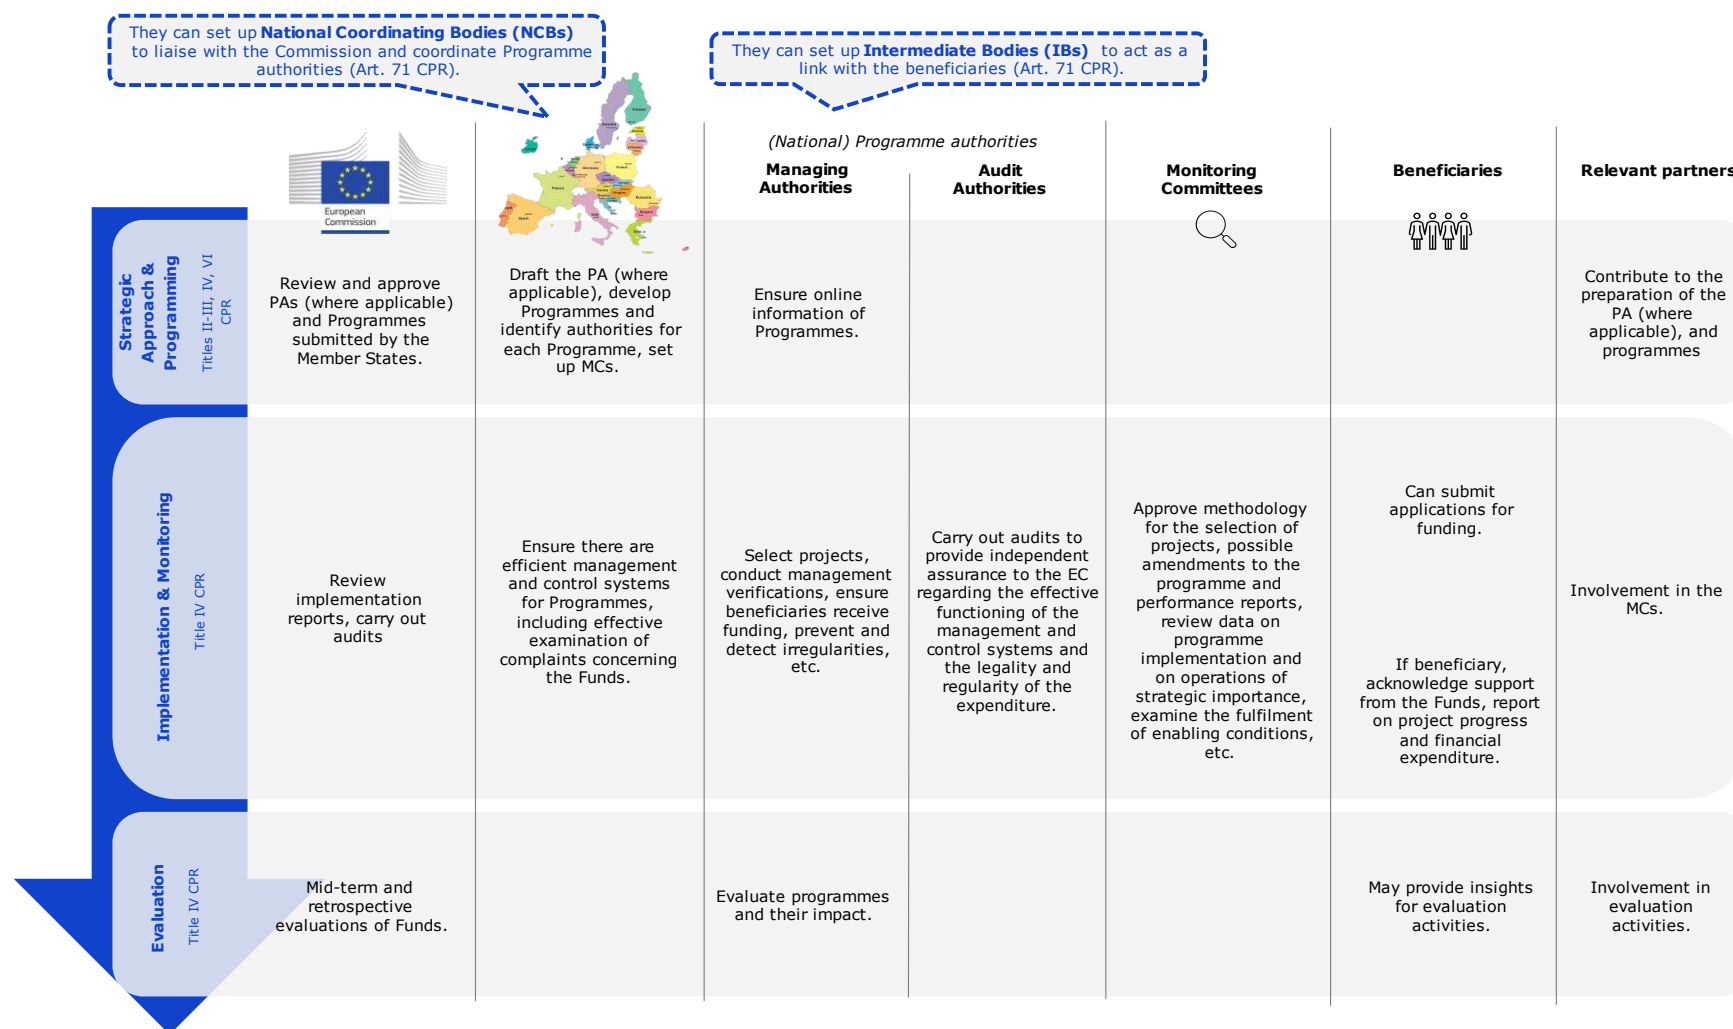 They can set up National Coordinating Bodies (NCBs)
to liaise with the Commission and coordinate Programme
authorities (Art. 71 CPR).
They can set up Intermediate Bodies (IBs) to act as a
link with the beneficiaries (Art. 71 CPR).
European
Commission
(National) Programme authorities
Managing
Authorities
Audit
Authorities
Monitoring
Committees
Beneficiaries
Relevant partners
Strategic
Approach &
Programming
Titles II-III, IV, VI
CPR
Review and approve
PAs (where applicable)
and Programmes
submitted by the
Member States.
Draft the PA (where
applicable), develop
Programmes and
identify authorities for
each Programme, set
up MCs.
Ensure online
information of
Programmes.
Contribute to the
preparation of the
PA (where
applicable), and
programmes
Implementation & Monitoring
Title IV CPR
Review
implementation
reports, carry out
audits
Ensure there are
efficient management
and control systems
for Programmes,
including effective
examination of
complaints concerning
the Funds.
Select projects,
conduct management
verifications, ensure
beneficiaries receive
funding, prevent and
detect irregularities,
etc.
Carry out audits to
provide independent
assurance to the EC
regarding the effective
functioning of the
management and
control systems and
the legality and
regularity of the
expenditure.
Approve methodology
for the selection of
projects, possible
amendments to the
programme and
performance reports,
review data on
programme
implementation and
on operations of
strategic importance,
examine the fulfilment
of enabling conditions,
etc.
Can submit
applications for
funding.
If beneficiary,
acknowledge support
from the Funds, report
on project progress
and financial
expenditure.
Involvement in the
MCs.
Evaluation
Title IV CPR
Mid-term and
retrospective
evaluations of Funds.
Evaluate programmes
and their impact.
May provide insights
for evaluation
activities.
Involvement in
evaluation
activities.